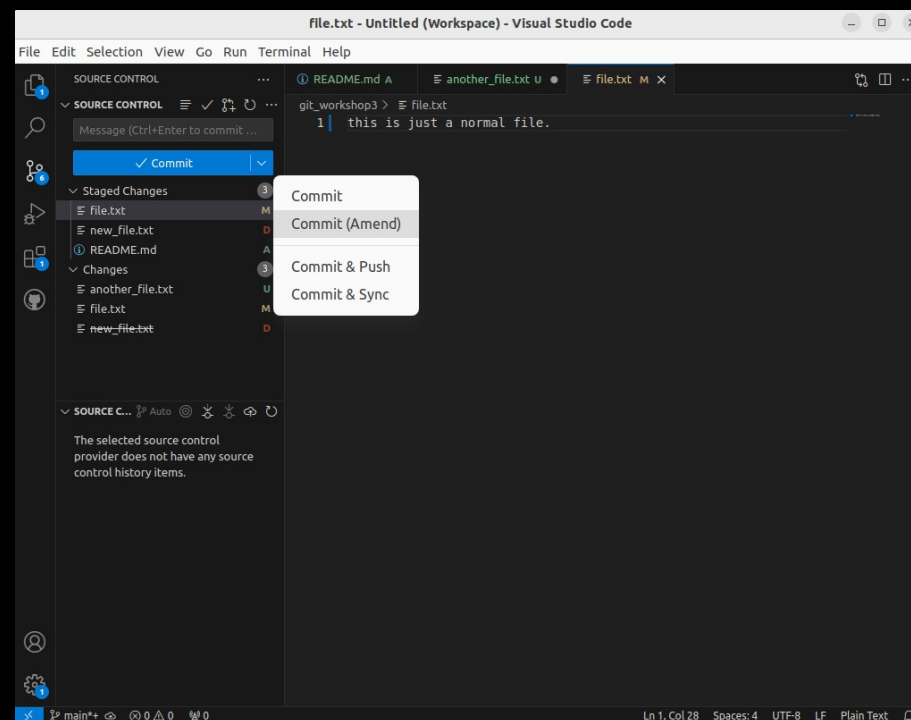 file.txt - Untitled (Workspace) - Visual Studio Code
File Edit Selection View Go Run Terminal Help
SOURCE CONTROL
README.md A
another_file.txt U
file.txt M
SOURCE CONTROL
git_workshop3 > file.txt
1 this is just a normal file.
Message (Ctrl+Enter to commit ...
Commit
Staged Changes 3
file.txt M
new_file.txt D
README.md A
Changes 3
another_file.txt U
file.txt M
new_file.txt D
Commit
Commit (Amend)
Commit & Push
Commit & Sync
SOURCE C... Auto
The selected source control
provider does not have any source
control history items.
1
6
1
1
main*+ 0 0 0 Ln 1, Col 28 Spaces: 4 UTF-8 LF Plain Text